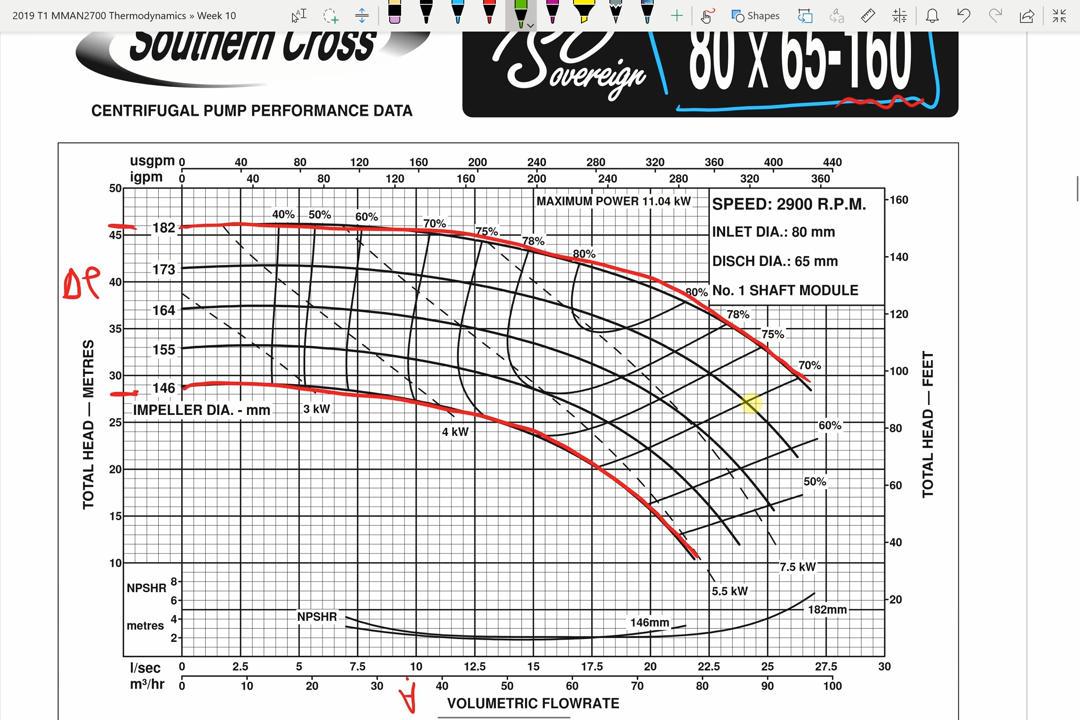 2019 T1 MMAN2700 Thermodynamics » Week 10
Shapes
Southern Cross
Sovereign
80 X 65-160
CENTRIFUGAL PUMP PERFORMANCE DATA
usgpm 0 40 80 120 160 200 240 280 320 360 400 440
igpm 0 40 80 120 160 200 240 280 320 360
MAXIMUM POWER 11.04 kW
SPEED: 2900 R.P.M.
INLET DIA.: 80 mm
DISCH DIA.: 65 mm
No. 1 SHAFT MODULE
50
45
40
35
30
25
20
15
10
TOTAL HEAD — METRES
ΔP
182
173
164
155
146
IMPELLER DIA. - mm
40% 50% 60% 70% 75% 78% 80%
80%
78%
75%
70%
60%
50%
3 kW
4 kW
5.5 kW
7.5 kW
160
140
120
100
80
60
40
20
TOTAL HEAD — FEET
NPSHR
metres
8
6
4
2
NPSHR
146mm
182mm
l/sec 0 2.5 5 7.5 10 12.5 15 17.5 20 22.5 25 27.5 30
m³/hr 0 10 20 30 40 50 60 70 80 90 100
VOLUMETRIC FLOWRATE